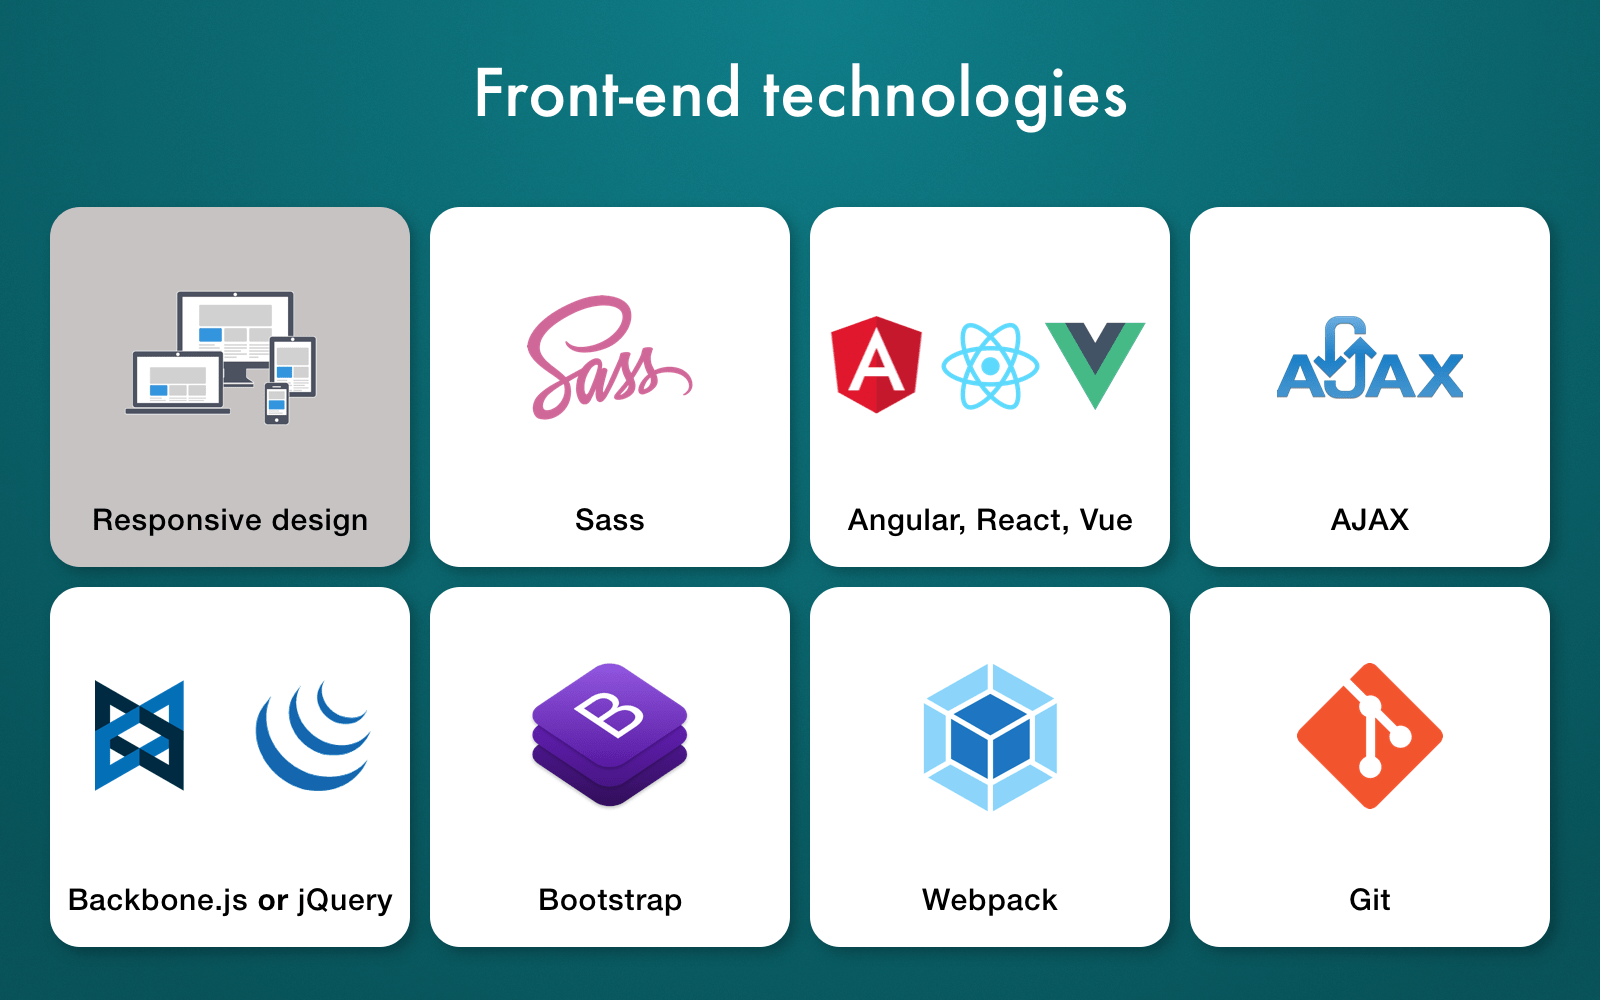 Front-end technologies
Responsive design
Sass
Sass
Angular, React, Vue
A
AJAX
AJAX
Backbone.js or jQuery
B
Bootstrap
Webpack
Git